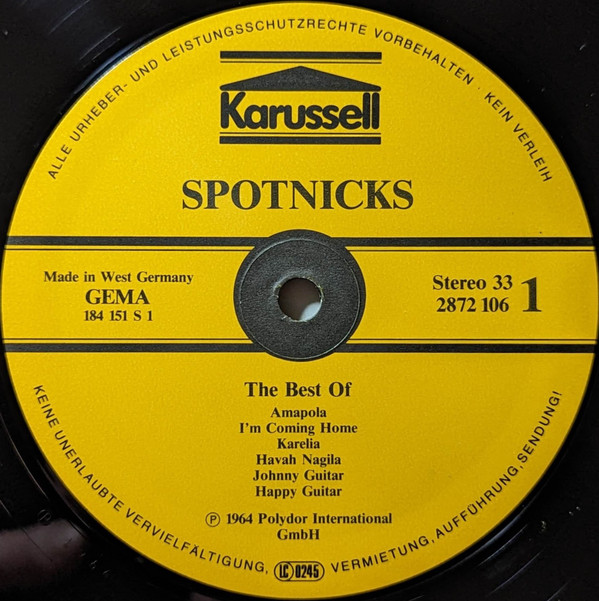 ALLE URHEBER- UND LEISTUNGSSCHUTZRECHTE VORBEHALTEN · KEIN VERLEIH
Karussell
SPOTNICKS
Made in West Germany
GEMA
184 151 S 1
Stereo 33
2872 106
1
The Best Of
Amapola
I'm Coming Home
Karelia
Havah Nagila
Johnny Guitar
Happy Guitar
℗ 1964 Polydor International
GmbH
KEINE UNERLAUBTE VERVIELFÄLTIGUNG, LC 0245 VERMIETUNG, AUFFÜHRUNG, SENDUNG!